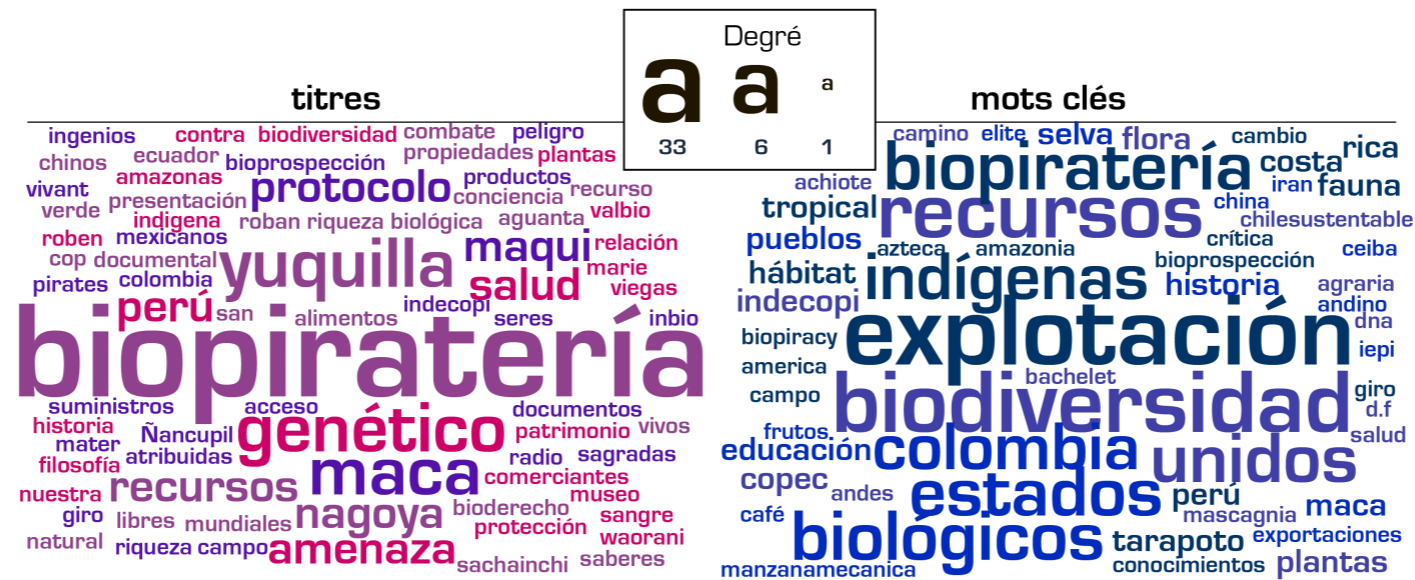 Degré
a a a
33 6 1
titres
ingenios contra biodiversidad combate peligro
chinos ecuador bioprospección propiedades plantas
amazonas protocolo productos
vivant presentación conciencia recurso
verde indigena roban riqueza biológica aguanta valbio
roben mexicanos yuquilla maqui relación
cop documental salud marie
pirates colombia viegas
perú san alimentos indecopi seres inbio
biopiratería
suministros acceso documentos
historia Ñancupil genético patrimonio vivos
mater
filosofía atribuidas maca radio sagradas
nuestra recursos comerciantes
museo
giro libres mundiales nagoya bioderecho sangre
protección waorani
natural riqueza campo amenaza sachainchi saberes
mots clés
camino elite selva flora cambio rica
biopiratería costa
achiote iran fauna
tropical recursos china
chilesustentable
pueblos azteca amazonia crítica ceiba
bioprospección
hábitat indígenas historia agraria
indecopi andino
biopiracy explotación dna
iepi
america
campo bachelet giro
biodiversidad d.f
frutos salud
educación colombia unidos
copec andes estados perú
mascagnia maca
café biológicos tarapoto exportaciones
manzanamecanica conocimientos plantas